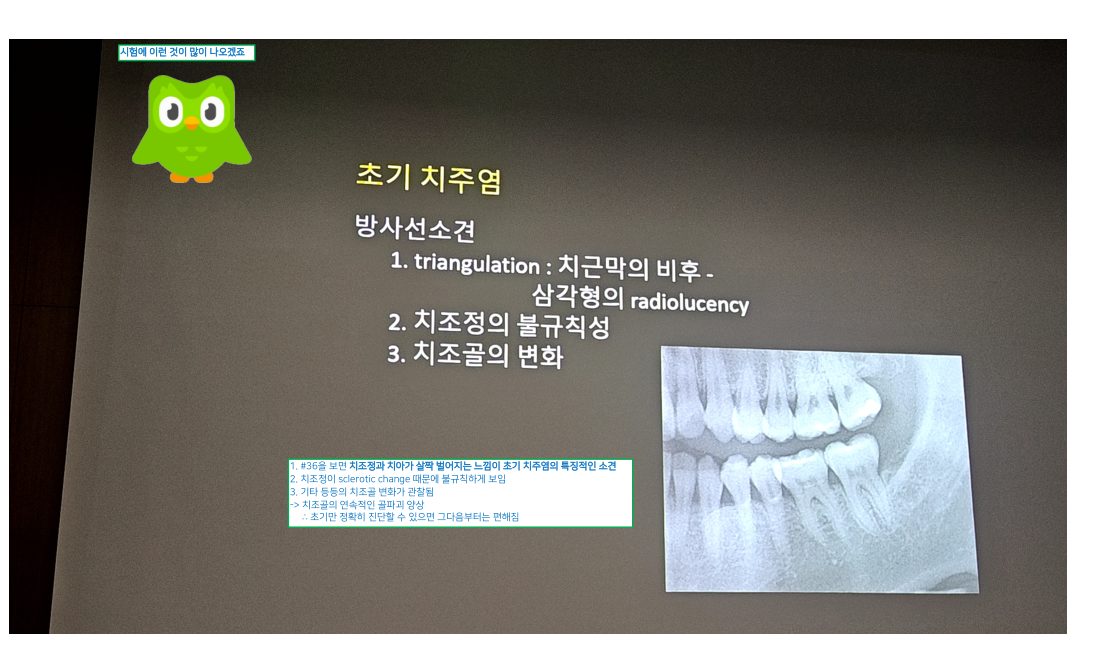 시험에 이런 것이 많이 나오겠죠
초기 치주염
방사선소견
1. triangulation : 치근막의 비후 -
삼각형의 radiolucency
2. 치조정의 불규칙성
3. 치조골의 변화
1. #36을 보면 치조정과 치아가 살짝 벌어지는 느낌이 초기 치주염의 특징적인 소견
2. 치조정이 sclerotic change 때문에 불규칙하게 보임
3. 기타 등등의 치조골 변화가 관찰됨
-> 치조골의 연속적인 골파괴 양상
∴ 초기만 정확히 진단할 수 있으면 그다음부터는 편해짐